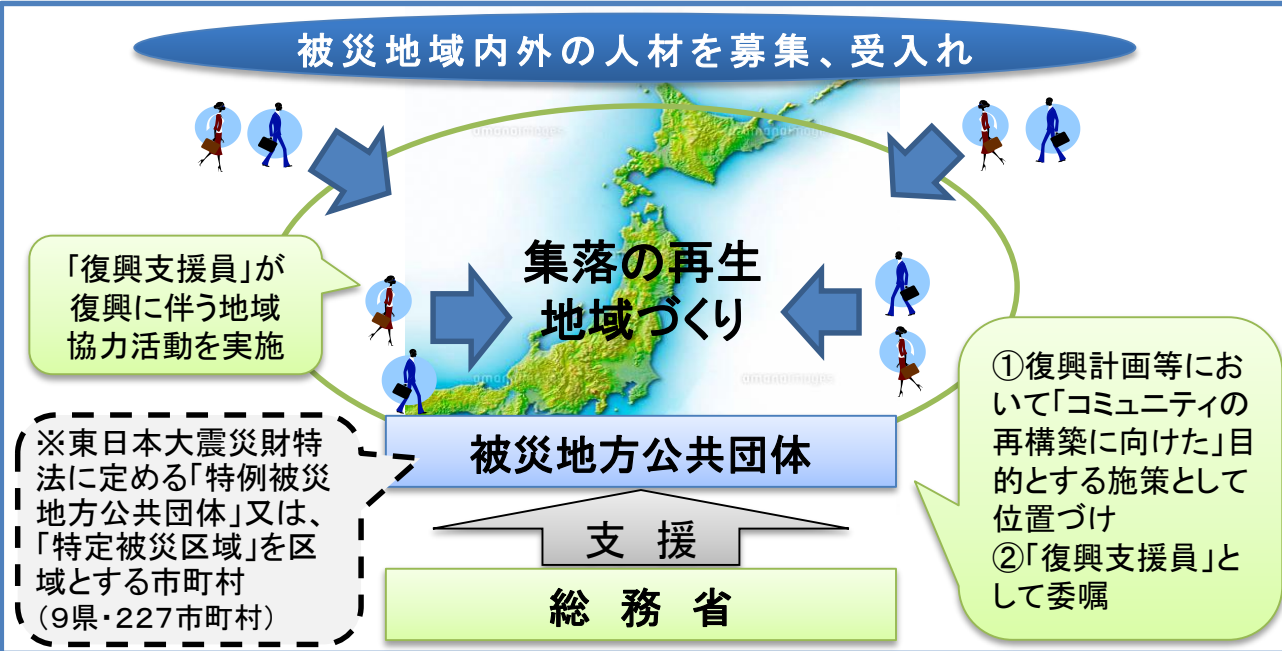 被災地域内外の人材を募集、受入れ
amanaimages
amanaimages
「復興支援員」が
復興に伴う地域
協力活動を実施
集落の再生
地域づくり
amanaimages
amanaimages
①復興計画等にお
いて「コミュニティの
再構築に向けた」目
的とする施策として
位置づけ
②「復興支援員」と
して委嘱
※東日本大震災財特
法に定める「特例被災
地方公共団体」又は、
「特定被災区域」を区
域とする市町村
(9県・227市町村)
被災地方公共団体
支 援
総 務 省